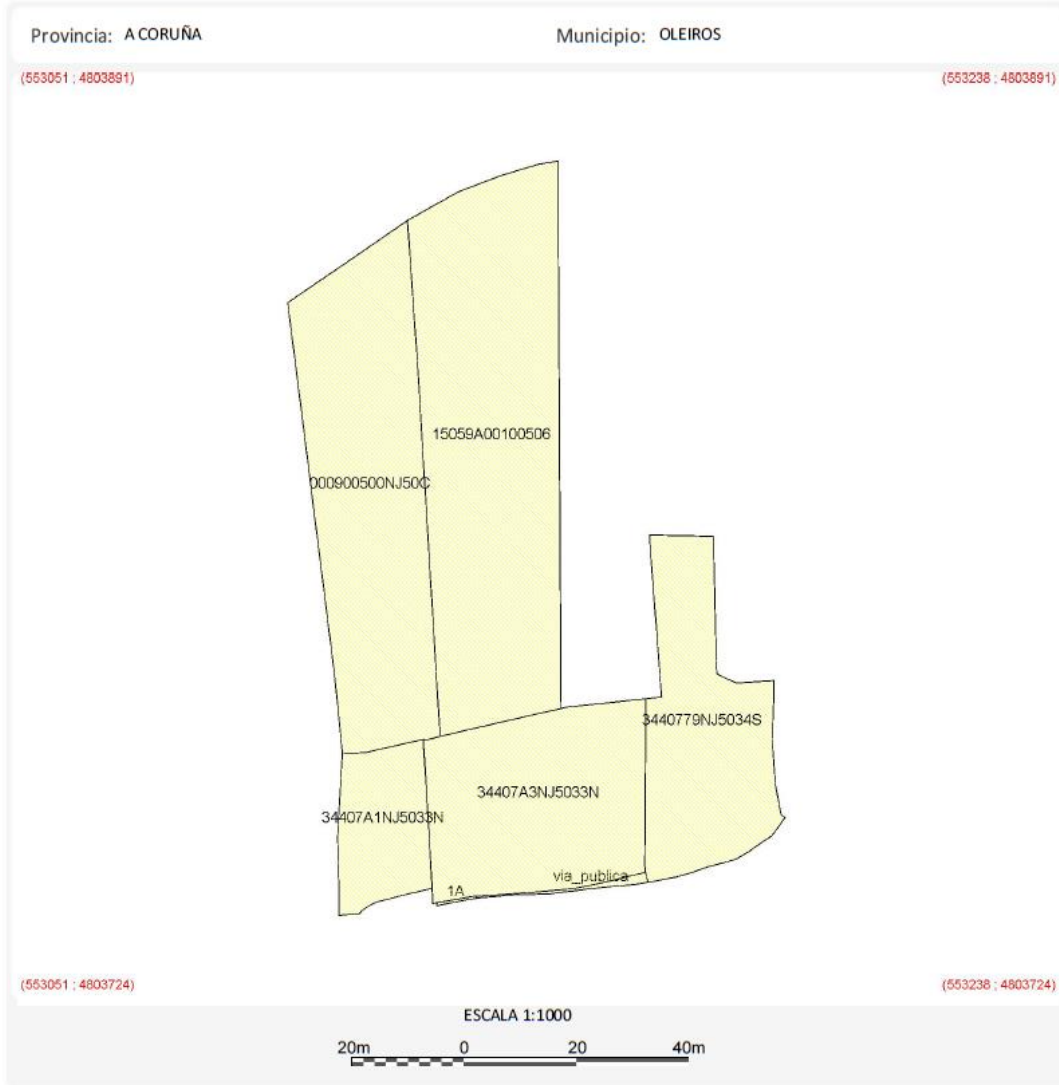 Provincia: A CORUÑA Municipio: OLEIROS
(553051 ; 4803891) (553238 ; 4803891)
15059A00100506
000900500NJ50C
3440779NJ5034S
34407A3NJ5033N
34407A1NJ5033N
via_publica
1A
(553051 ; 4803724) (553238 ; 4803724)
ESCALA 1:1000
20m 0 20 40m